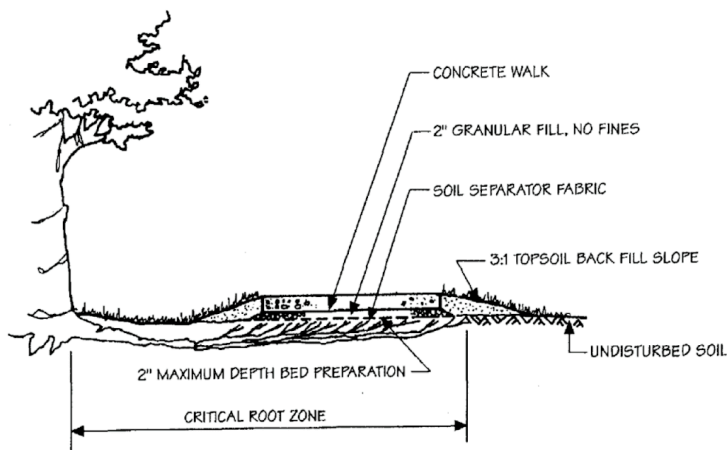 CONCRETE WALK
2" GRANULAR FILL, NO FINES
SOIL SEPARATOR FABRIC
3:1 TOPSOIL BACK FILL SLOPE
UNDISTURBED SOIL
2" MAXIMUM DEPTH BED PREPARATION
CRITICAL ROOT ZONE